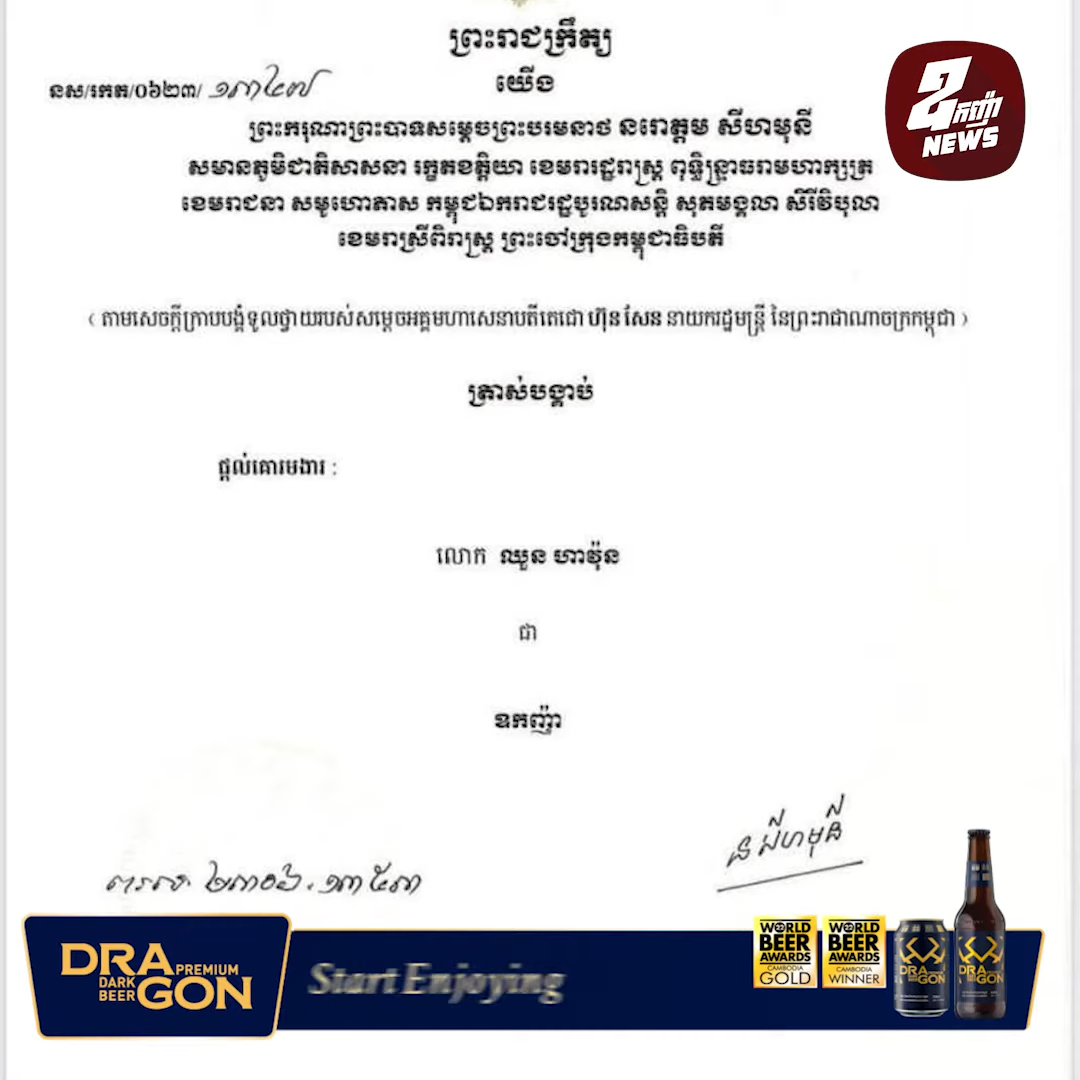 ព្រះរាជក្រឹត្យ
នស/រកត/០៦២៣/ ១៣៤៧
យើង
ព្រះករុណាព្រះបាទសម្តេចព្រះបរមនាថ នរោត្តម សីហមុនី
សមានភូមិជាតិសាសនា រក្ខតខត្តិយា ខេមរារដ្ឋរាស្ត្រ ពុទ្ធិន្ទ្រាធរាមហាក្សត្រ
ខេមរាជនា សមូហោភាស កម្ពុជឯករាជរដ្ឋបូរណសន្តិ សុភមង្គលា សិរីវិបុលា
ខេមរាស្រីពិរាស្ត្រ ព្រះចៅក្រុងកម្ពុជាធិបតី
( តាមសេចក្តីក្រាបបង្គំទូលថ្វាយរបស់សម្តេចអគ្គមហាសេនាបតីតេជោ ហ៊ុន សែន នាយករដ្ឋមន្ត្រី នៃព្រះរាជាណាចក្រកម្ពុជា )
ត្រាស់បង្គាប់
ផ្តល់គោរមងារ :
លោក ឈួន ហាវ៉ុន
ជា
ឧកញ៉ា
ន សីហមុនី
ឧកញ៉ា
NEWS
DRAGON
PREMIUM
DARK
BEER
Start Enjoying
WORLD
BEER
AWARDS
CAMBODIA
GOLD
WORLD
BEER
AWARDS
CAMBODIA
WINNER
DRA
GON
DRA
GON